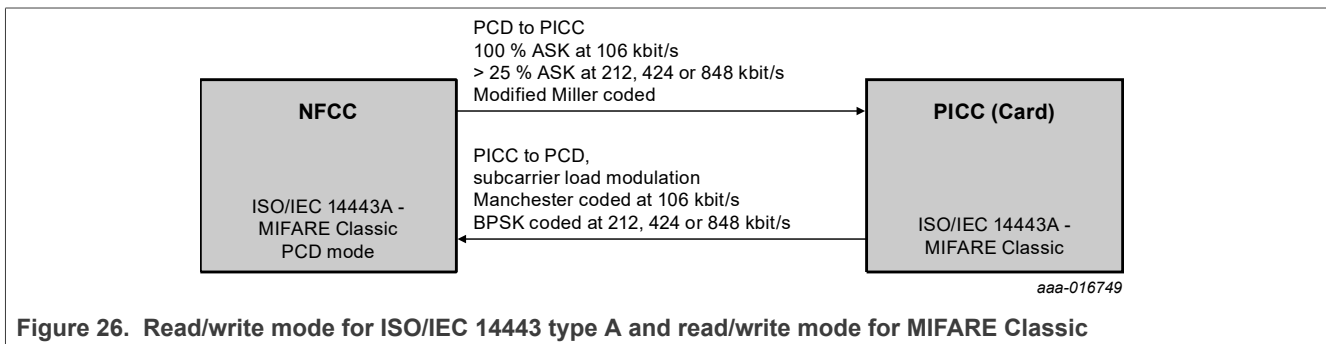 PCD to PICC
100 % ASK at 106 kbit/s
> 25 % ASK at 212, 424 or 848 kbit/s
Modified Miller coded
NFCC
PICC (Card)
PICC to PCD,
subcarrier load modulation
Manchester coded at 106 kbit/s
BPSK coded at 212, 424 or 848 kbit/s
ISO/IEC 14443A -
MIFARE Classic
PCD mode
ISO/IEC 14443A -
MIFARE Classic
aaa-016749
Figure 26. Read/write mode for ISO/IEC 14443 type A and read/write mode for MIFARE Classic